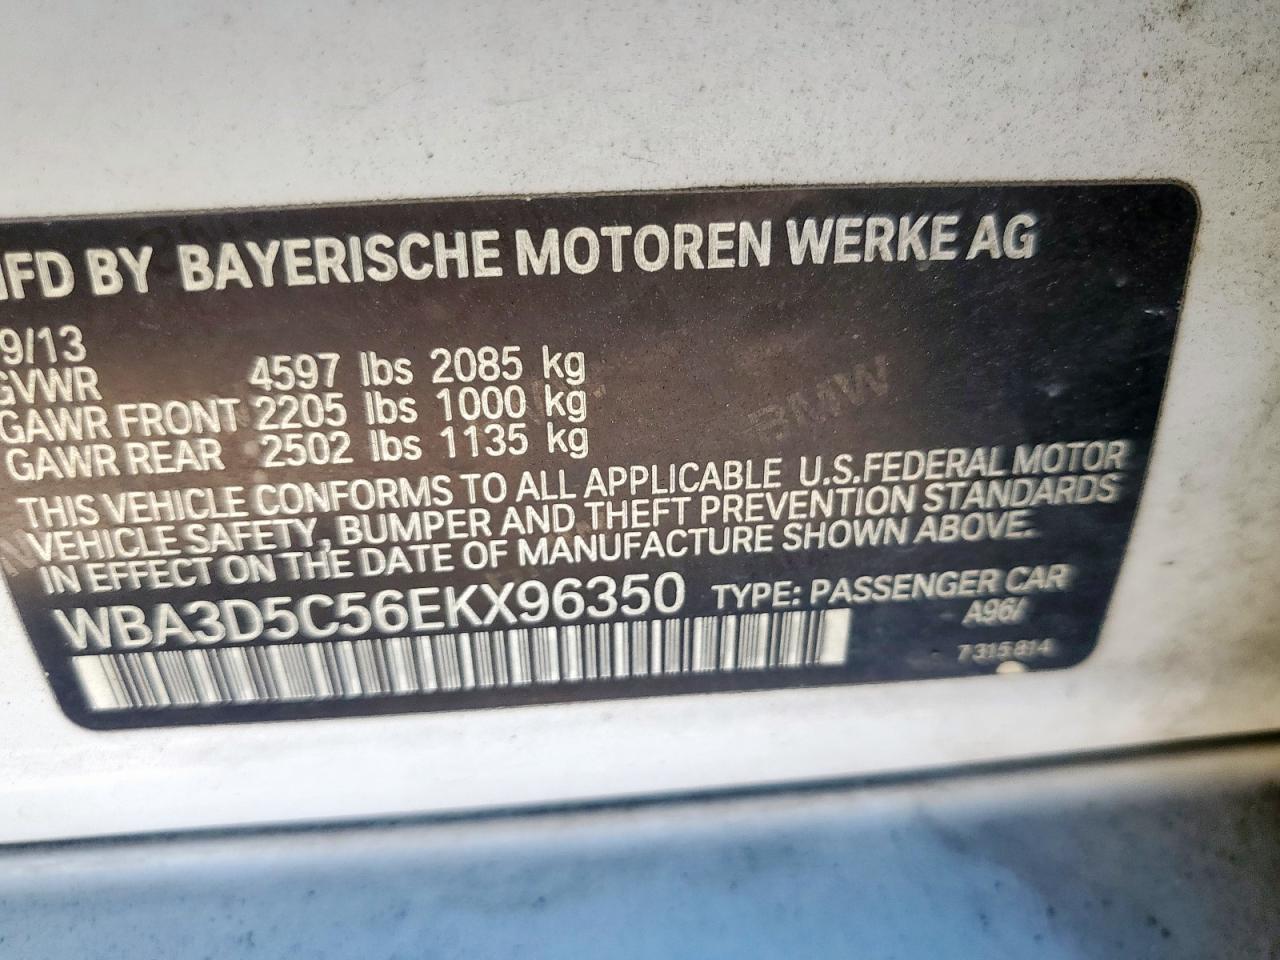 MFD BY BAYERISCHE MOTOREN WERKE AG
9/13
GVWR 4597 lbs 2085 kg
GAWR FRONT 2205 lbs 1000 kg
GAWR REAR 2502 lbs 1135 kg
THIS VEHICLE CONFORMS TO ALL APPLICABLE U.S.FEDERAL MOTOR
VEHICLE SAFETY, BUMPER AND THEFT PREVENTION STANDARDS
IN EFFECT ON THE DATE OF MANUFACTURE SHOWN ABOVE.
WBA3D5C56EKX96350 TYPE: PASSENGER CAR
A96/
7 315 814
BMW